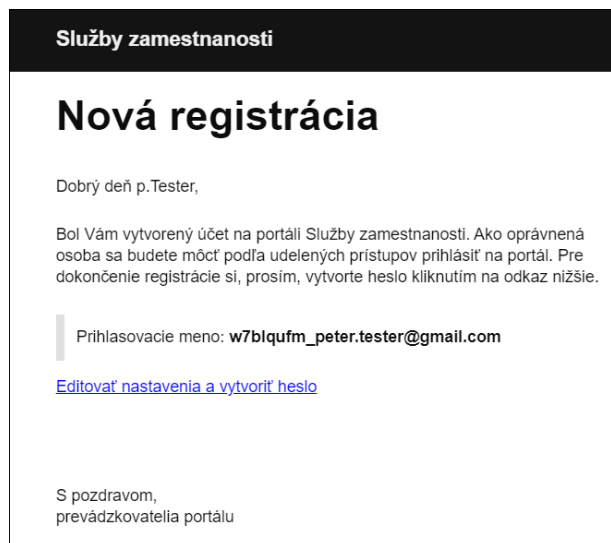 Služby zamestnanosti
Nová registrácia
Dobrý deň p.Tester,
Bol Vám vytvorený účet na portáli Služby zamestnanosti. Ako oprávnená
osoba sa budete môcť podľa udelených prístupov prihlásiť na portál. Pre
dokončenie registrácie si, prosím, vytvorte heslo kliknutím na odkaz nižšie.
Prihlasovacie meno: w7blqufm_peter.tester@gmail.com
Editovať nastavenia a vytvoriť heslo
S pozdravom,
prevádzkovatelia portálu